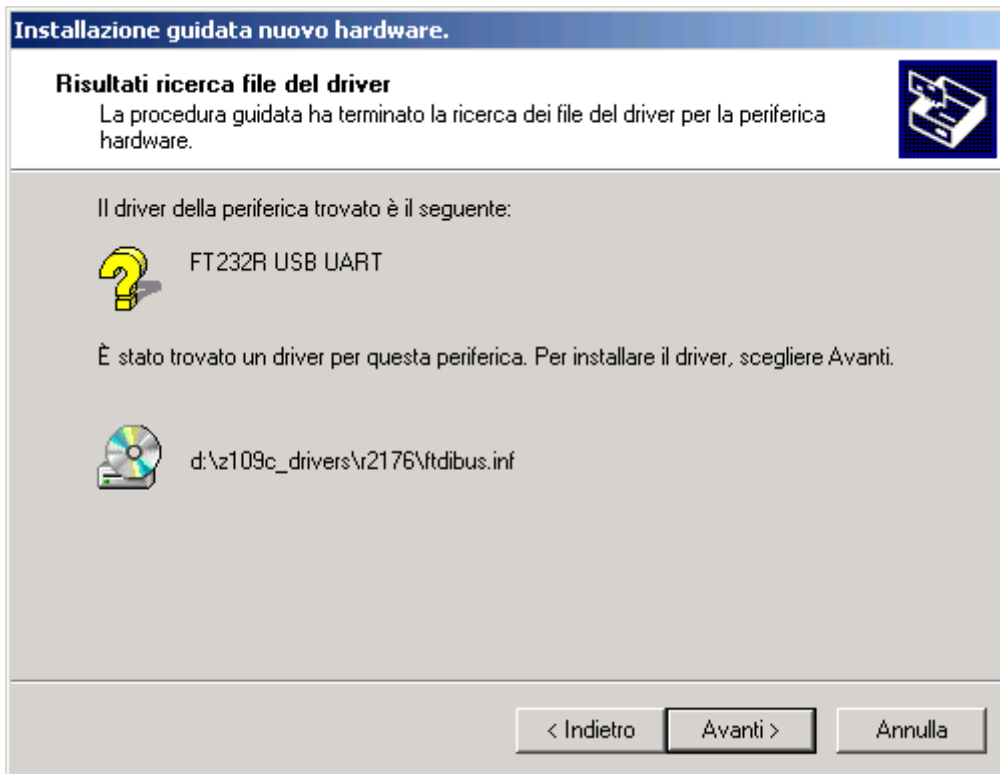 Installazione guidata nuovo hardware.
Risultati ricerca file del driver
La procedura guidata ha terminato la ricerca dei file del driver per la periferica
hardware.
Il driver della periferica trovato è il seguente:
FT232R USB UART
È stato trovato un driver per questa periferica. Per installare il driver, scegliere Avanti.
d:\z109c_drivers\r2176\ftdibus.inf
< Indietro
Avanti >
Annulla